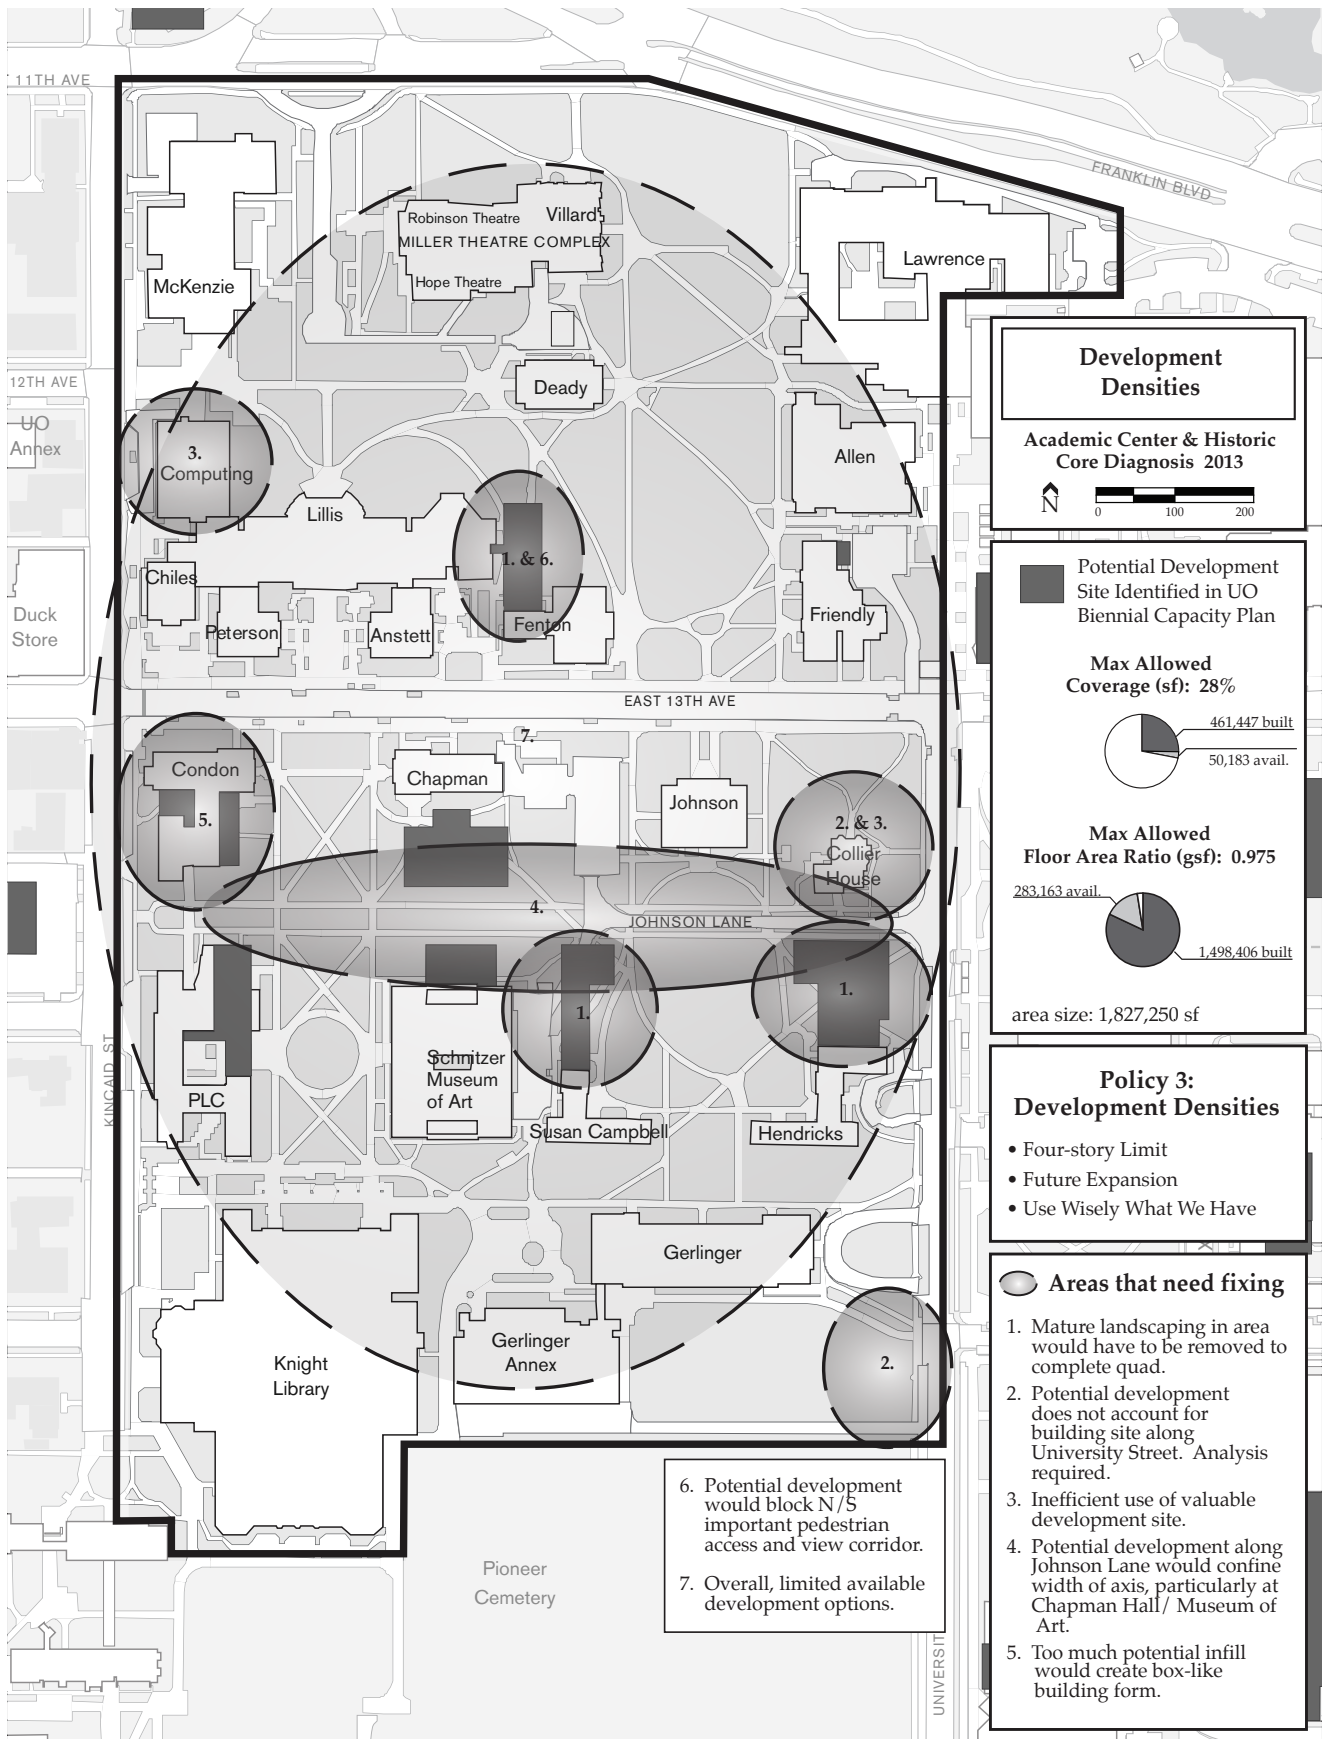 11TH AVE
FRANKLIN BLVD
Robinson Theatre
Villard
MILLER THEATRE COMPLEX
Hope Theatre
Lawrence
McKenzie
12TH AVE
Deady
UO
Annex
3.
Computing
Allen
Lillis
1. & 6.
Chiles
Duck
Store
Peterson
Anstett
Fenton
Friendly
EAST 13TH AVE
7.
Condon
Chapman
Johnson
5.
2. & 3.
Collier
House
4.
JOHNSON LANE
1.
1.
KINCAID ST
Schnitzer
Museum
of Art
PLC
Susan Campbell
Hendricks
Gerlinger
Gerlinger
Annex
Knight
Library
2.
Pioneer
Cemetery
UNIVERSIT
Development
Densities
Academic Center & Historic
Core Diagnosis 2013
N
0 100 200
Potential Development
Site Identified in UO
Biennial Capacity Plan
Max Allowed
Coverage (sf): 28%
461,447 built
50,183 avail.
Max Allowed
Floor Area Ratio (gsf): 0.975
283,163 avail.
1,498,406 built
area size: 1,827,250 sf
Policy 3:
Development Densities
• Four-story Limit
• Future Expansion
• Use Wisely What We Have
Areas that need fixing
1. Mature landscaping in area
would have to be removed to
complete quad.
2. Potential development
does not account for
building site along
University Street. Analysis
required.
3. Inefficient use of valuable
development site.
4. Potential development along
Johnson Lane would confine
width of axis, particularly at
Chapman Hall/ Museum of
Art.
5. Too much potential infill
would create box-like
building form.
6. Potential development
would block N/S
important pedestrian
access and view corridor.
7. Overall, limited available
development options.